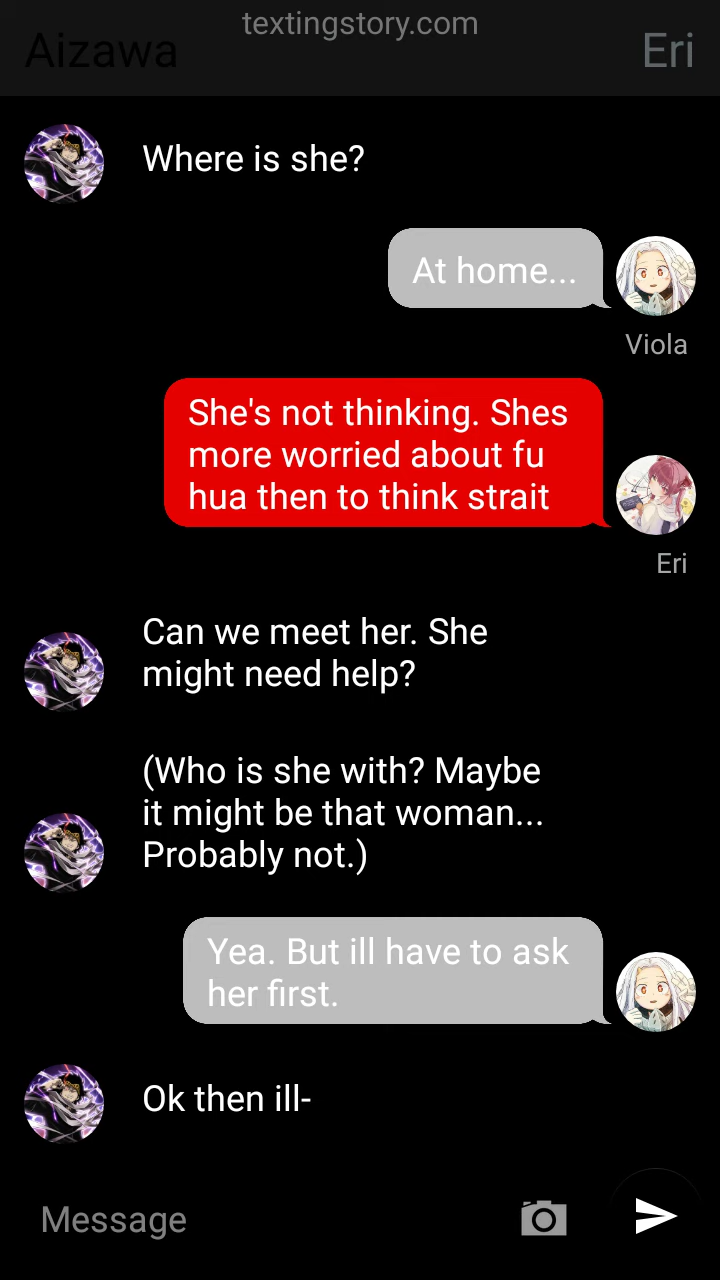 textingstory.com
Aizawa
Eri
Where is she?
At home...
Viola
She's not thinking. Shes
more worried about fu
hua then to think strait
Eri
Can we meet her. She
might need help?
(Who is she with? Maybe
it might be that woman...
Probably not.)
Yea. But ill have to ask
her first.
Ok then ill-
Message